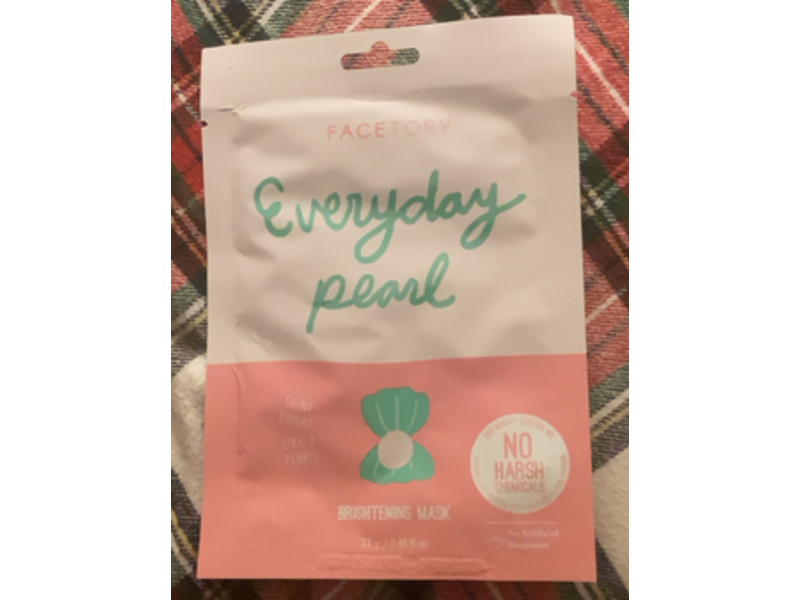 FACETORY
Everyday
pearl
SHINE
BRIGHT
LIKE A
PEARL
NO
HARSH
CHEMICALS
BRIGHTENING MASK
No Artificial
Fragrance